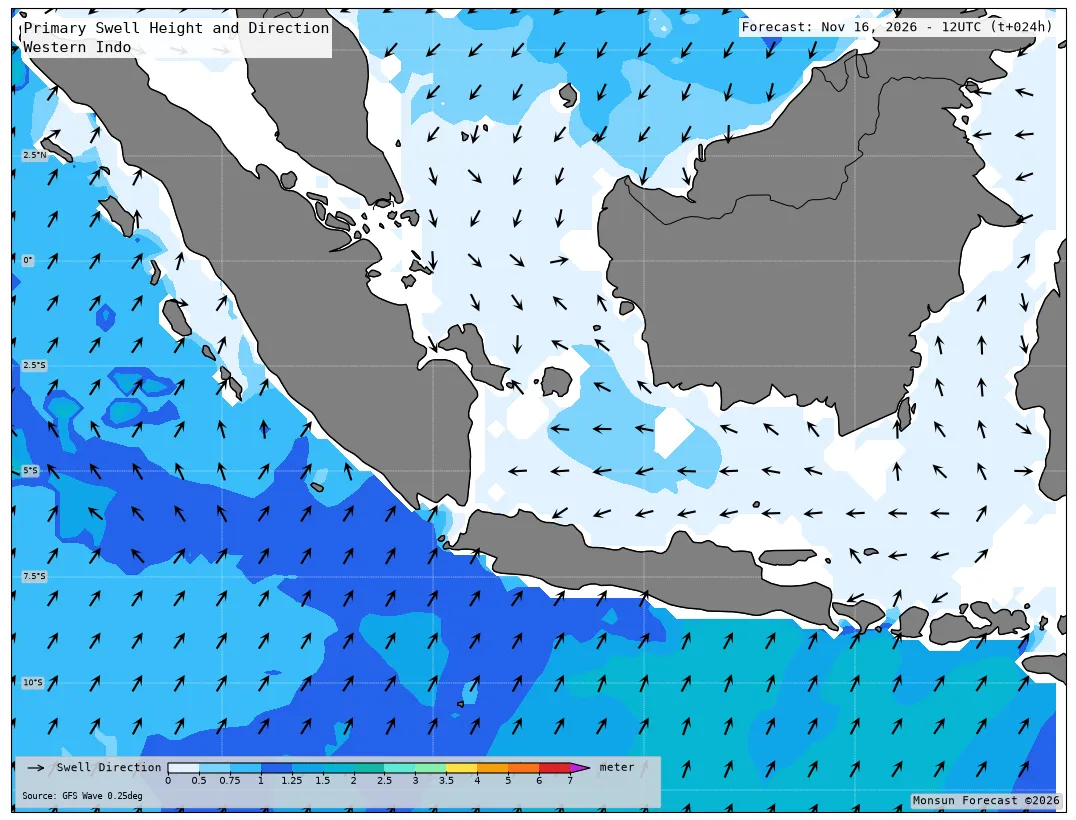 Primary Swell Height and Direction
Western Indo
Forecast: Nov 16, 2026 - 12UTC (t+024h)
2.5°N
0°
2.5°S
5°S
7.5°S
10°S
Swell Direction
0 0.5 0.75 1 1.25 1.5 2 2.5 3 3.5 4 5 6 7
meter
Source: GFS Wave 0.25deg
Monsun Forecast ©2026